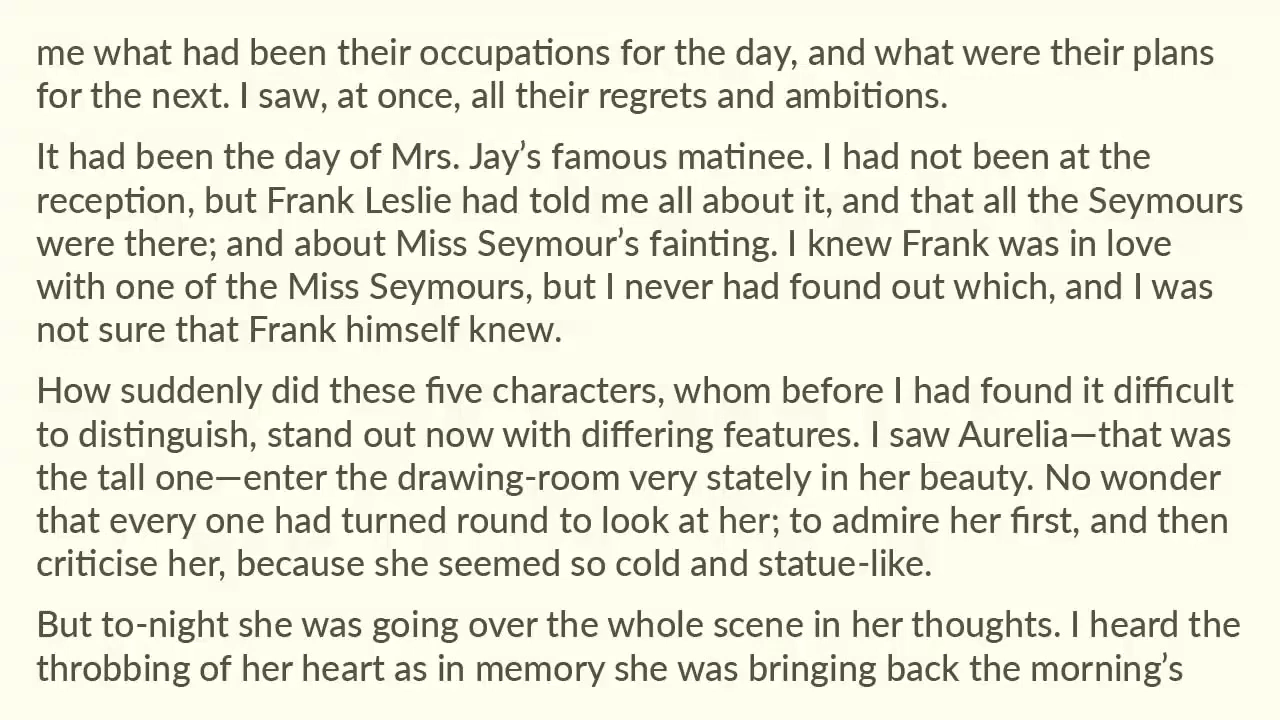 me what had been their occupations for the day, and what were their plans
for the next. I saw, at once, all their regrets and ambitions.
It had been the day of Mrs. Jay’s famous matinee. I had not been at the
reception, but Frank Leslie had told me all about it, and that all the Seymours
were there; and about Miss Seymour’s fainting. I knew Frank was in love
with one of the Miss Seymours, but I never had found out which, and I was
not sure that Frank himself knew.
How suddenly did these five characters, whom before I had found it difficult
to distinguish, stand out now with differing features. I saw Aurelia—that was
the tall one—enter the drawing-room very stately in her beauty. No wonder
that every one had turned round to look at her; to admire her first, and then
criticise her, because she seemed so cold and statue-like.
But to-night she was going over the whole scene in her thoughts. I heard the
throbbing of her heart as in memory she was bringing back the morning’s